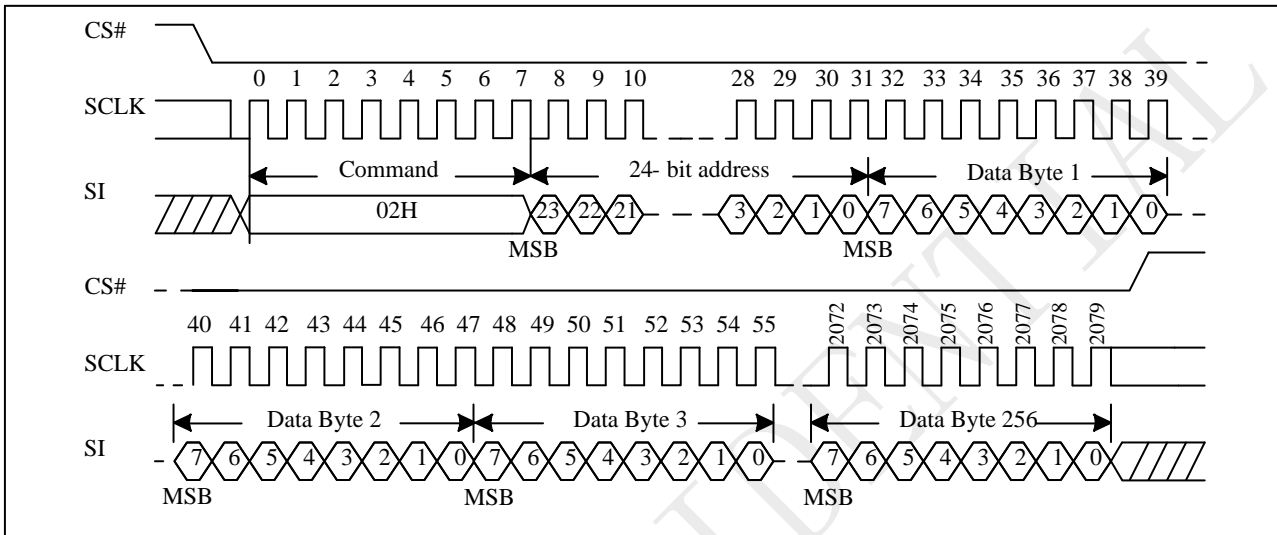 CS#
0 1 2 3 4 5 6 7 8 9 10 28 29 30 31 32 33 34 35 36 37 38 39
SCLK
Command 24- bit address Data Byte 1
SI
02H 23 22 21 3 2 1 0 7 6 5 4 3 2 1 0
MSB MSB
CS#
40 41 42 43 44 45 46 47 48 49 50 51 52 53 54 55 2072 2073 2074 2075 2076 2077 2078 2079
SCLK
Data Byte 2 Data Byte 3 Data Byte 256
SI
7 6 5 4 3 2 1 0 7 6 5 4 3 2 1 0 7 6 5 4 3 2 1 0
MSB MSB MSB